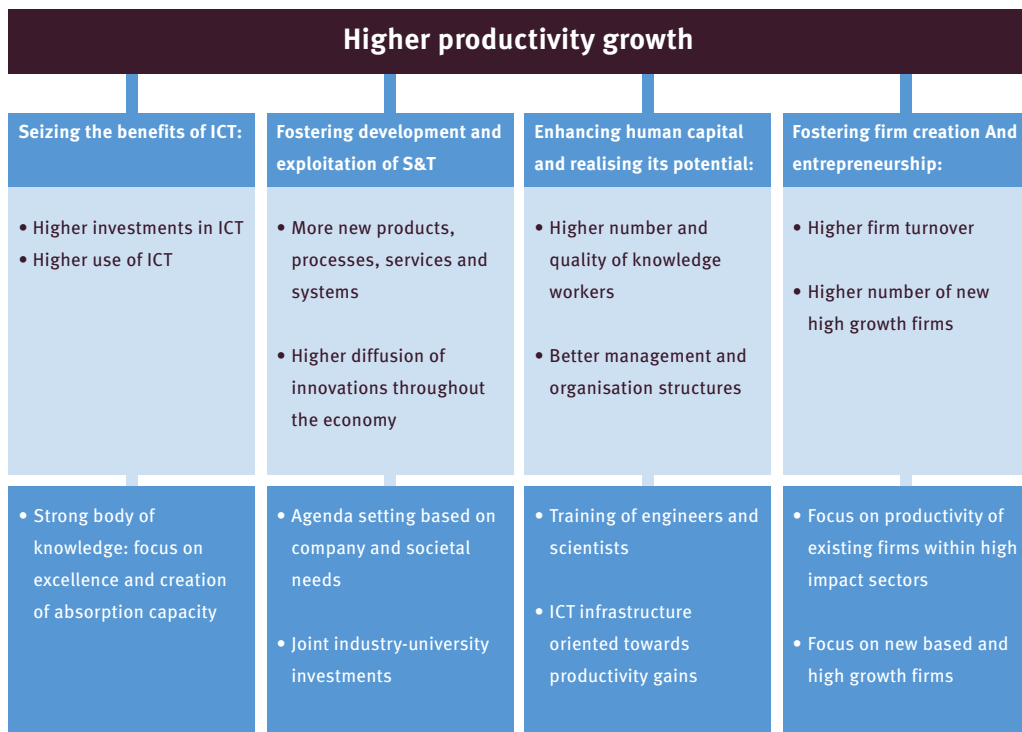 Higher productivity growth
Seizing the benefits of ICT:
• Higher investments in ICT
• Higher use of ICT
• Strong body of
knowledge: focus on
excellence and creation
of absorption capacity
Fostering development and
exploitation of S&T
• More new products,
processes, services and
systems
• Higher diffusion of
innovations throughout
the economy
• Agenda setting based on
company and societal
needs
• Joint industry-university
investments
Enhancing human capital
and realising its potential:
• Higher number and
quality of knowledge
workers
• Better management and
organisation structures
• Training of engineers and
scientists
• ICT infrastructure
oriented towards
productivity gains
Fostering firm creation And
entrepreneurship:
• Higher firm turnover
• Higher number of new
high growth firms
• Focus on productivity of
existing firms within high
impact sectors
• Focus on new based and
high growth firms